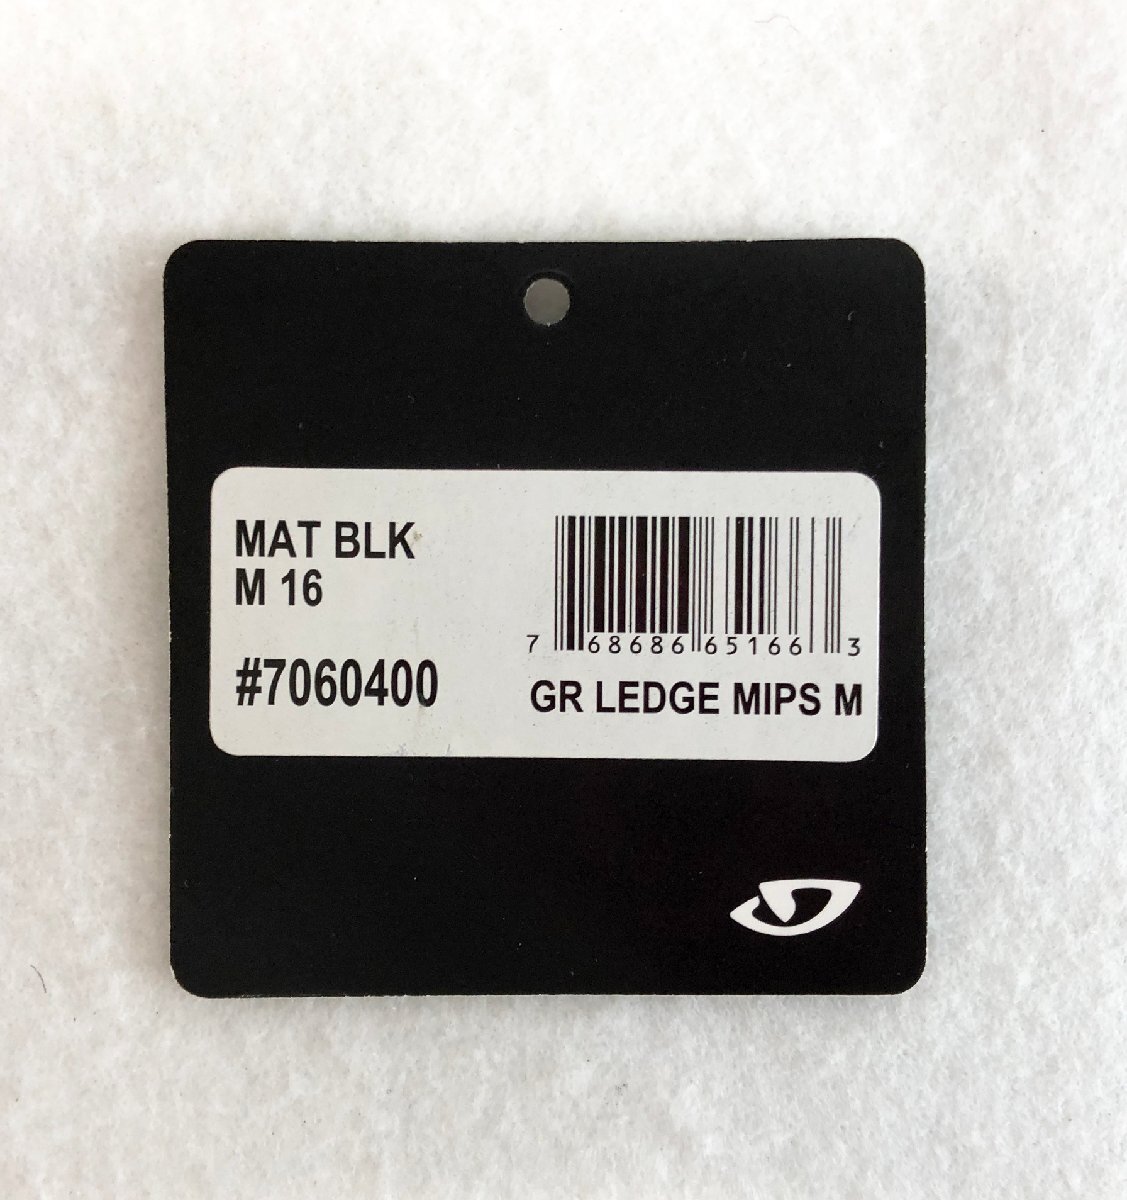 MAT BLK
M 16
#7060400
7 68686 65166 3
GR LEDGE MIPS M